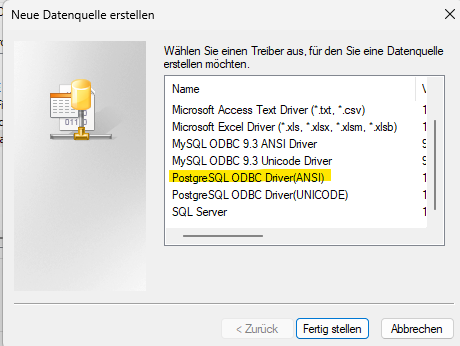 Neue Datenquelle erstellen
Wählen Sie einen Treiber aus, für den Sie eine Datenquelle
erstellen möchten.
Name V
Microsoft Access Text Driver (*.txt, *.csv) 1
Microsoft Excel Driver (*.xls, *.xlsx, *.xlsm, *.xlsb) 1
MySQL ODBC 9.3 ANSI Driver 9
MySQL ODBC 9.3 Unicode Driver 9
PostgreSQL ODBC Driver(ANSI) 1
PostgreSQL ODBC Driver(UNICODE) 1
SQL Server 1
< Zurück Fertig stellen Abbrechen